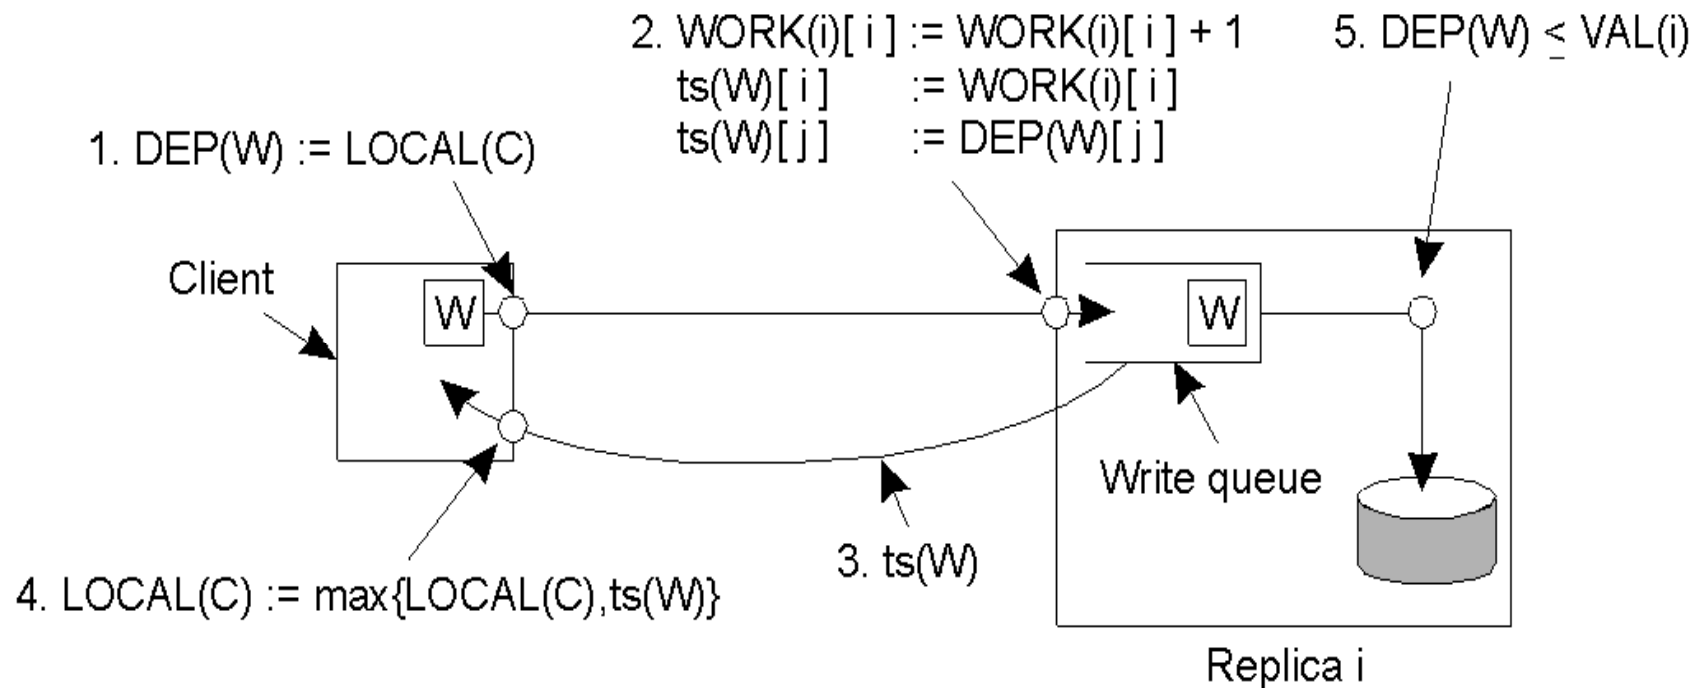 2. WORK(i)[ i ] := WORK(i)[ i ] + 1
ts(W)[ i ] := WORK(i)[ i ]
ts(W)[ j ] := DEP(W)[ j ]
5. DEP(W) ≤ VAL(i)
1. DEP(W) := LOCAL(C)
Client
W
W
Write queue
3. ts(W)
4. LOCAL(C) := max{LOCAL(C),ts(W)}
Replica i